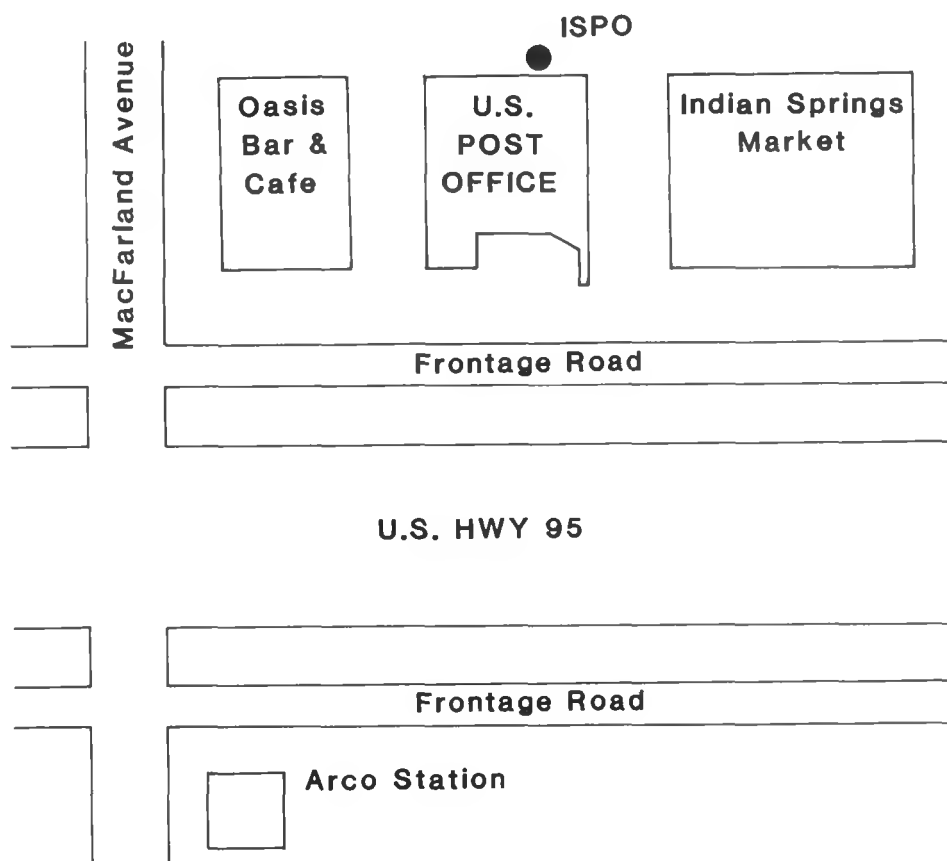 ISPO
MacFarland Avenue
Oasis
Bar &
Cafe
U.S.
POST
OFFICE
Indian Springs
Market
Frontage Road
U.S. HWY 95
Frontage Road
Arco Station